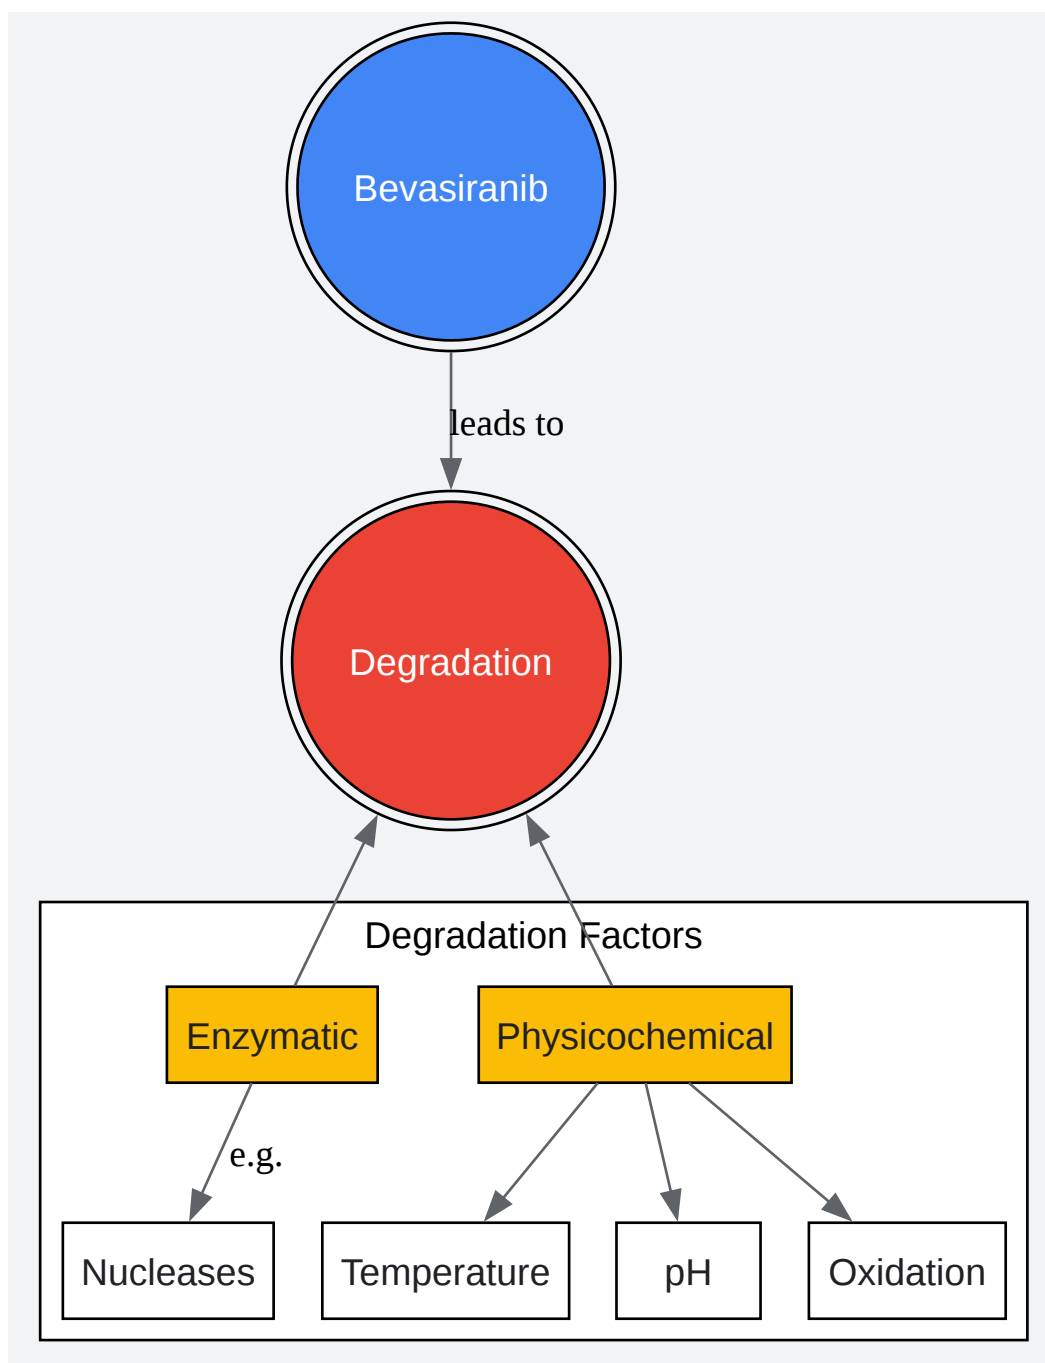 Bevasiranib
leads to
Degradation
Degradation Factors
Enzymatic
Physicochemical
e.g.
Nucleases
Temperature
pH
Oxidation